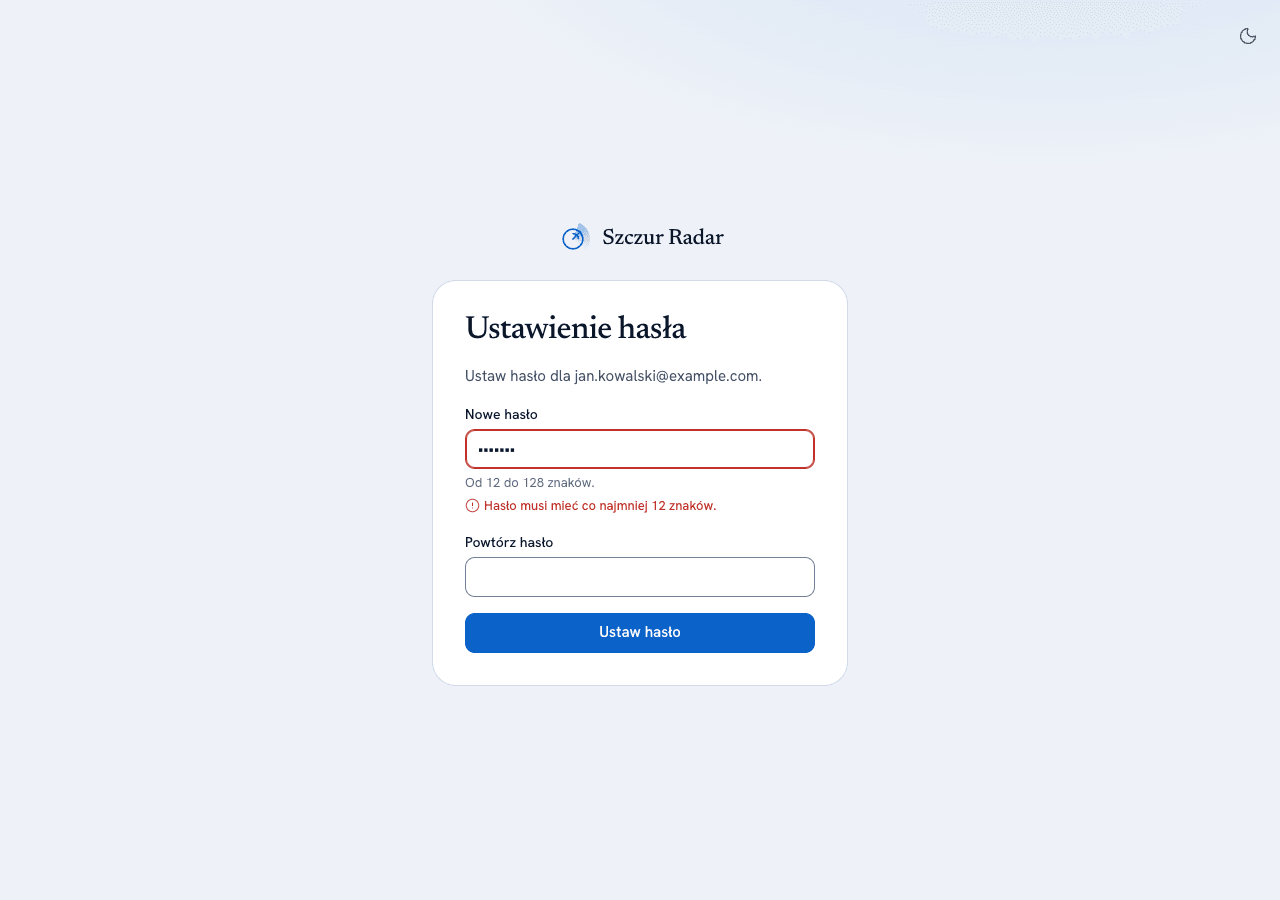 Szczur Radar
Ustawienie hasła
Ustaw hasło dla jan.kowalski@example.com.
Nowe hasło
•••••••
Od 12 do 128 znaków.
Hasło musi mieć co najmniej 12 znaków.
Powtórz hasło
Ustaw hasło